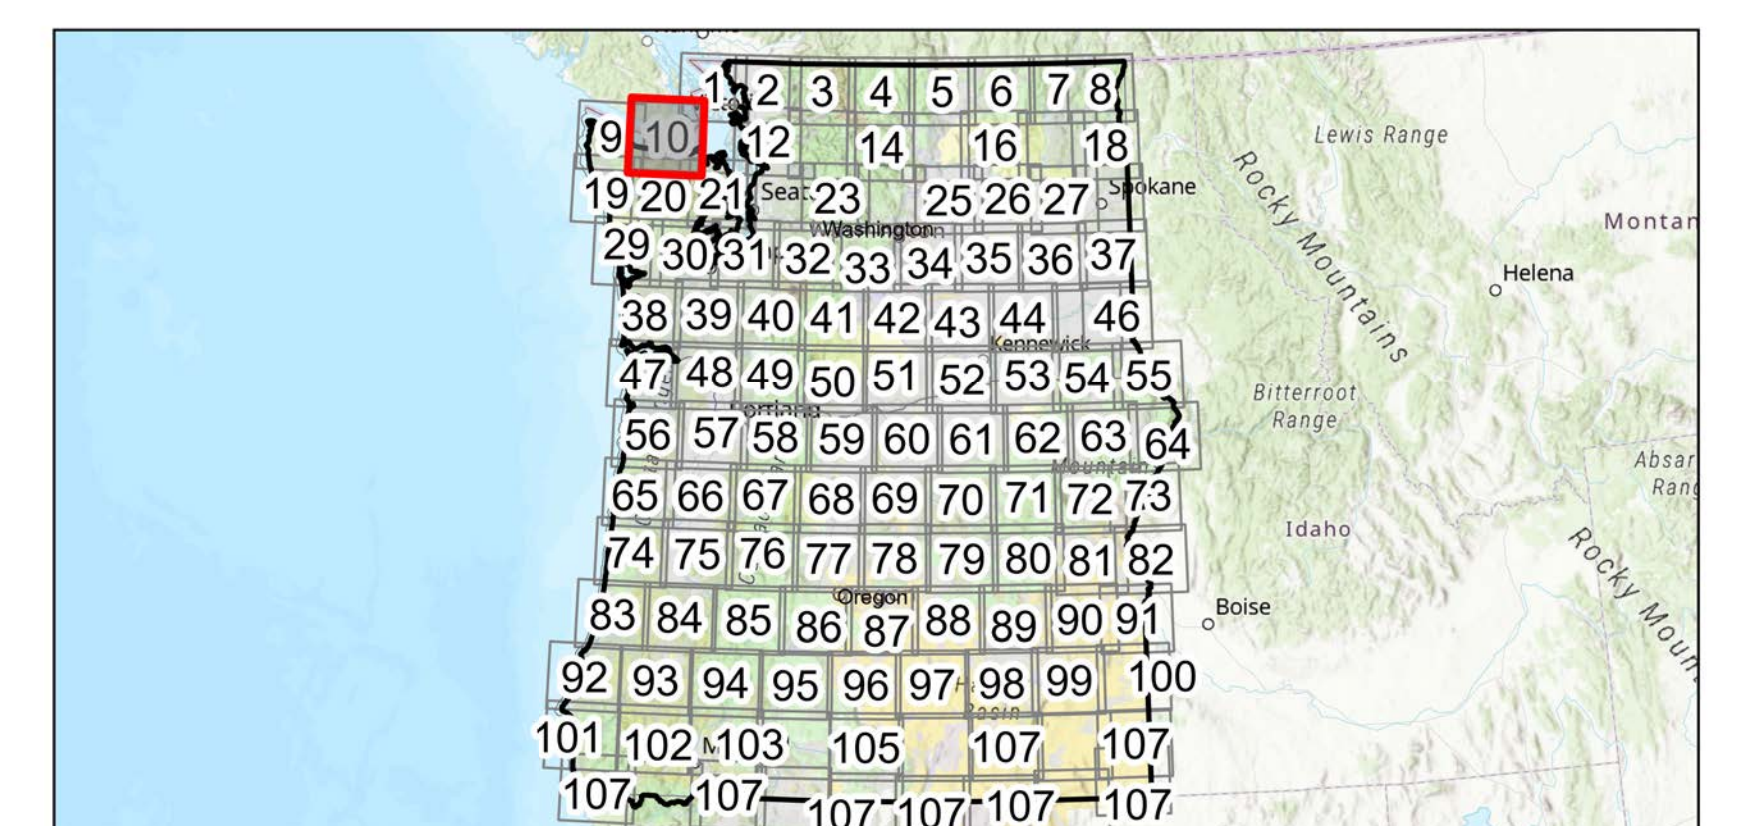 1 2 3 4 5 6 7 8
9 10 12 14 16 18
Lewis Range
19 20 21 Seat 23 25 26 27 Spokane
Rocky Mountains
Washington
Montan
29 30 31 32 33 34 35 36 37
Helena
38 39 40 41 42 43 44 46
Kennewick
47 48 49 50 51 52 53 54 55
Bitterroot
Range
Portland
56 57 58 59 60 61 62 63 64
Mountain
Absar
Rang
65 66 67 68 69 70 71 72 73
Idaho
Rocky Moun
74 75 76 77 78 79 80 81 82
Oregon
83 84 85 86 87 88 89 90 91
Boise
92 93 94 95 96 97 98 99 100
Basin
101 102 M 103 105 107 107
107 107 107 107 107 107